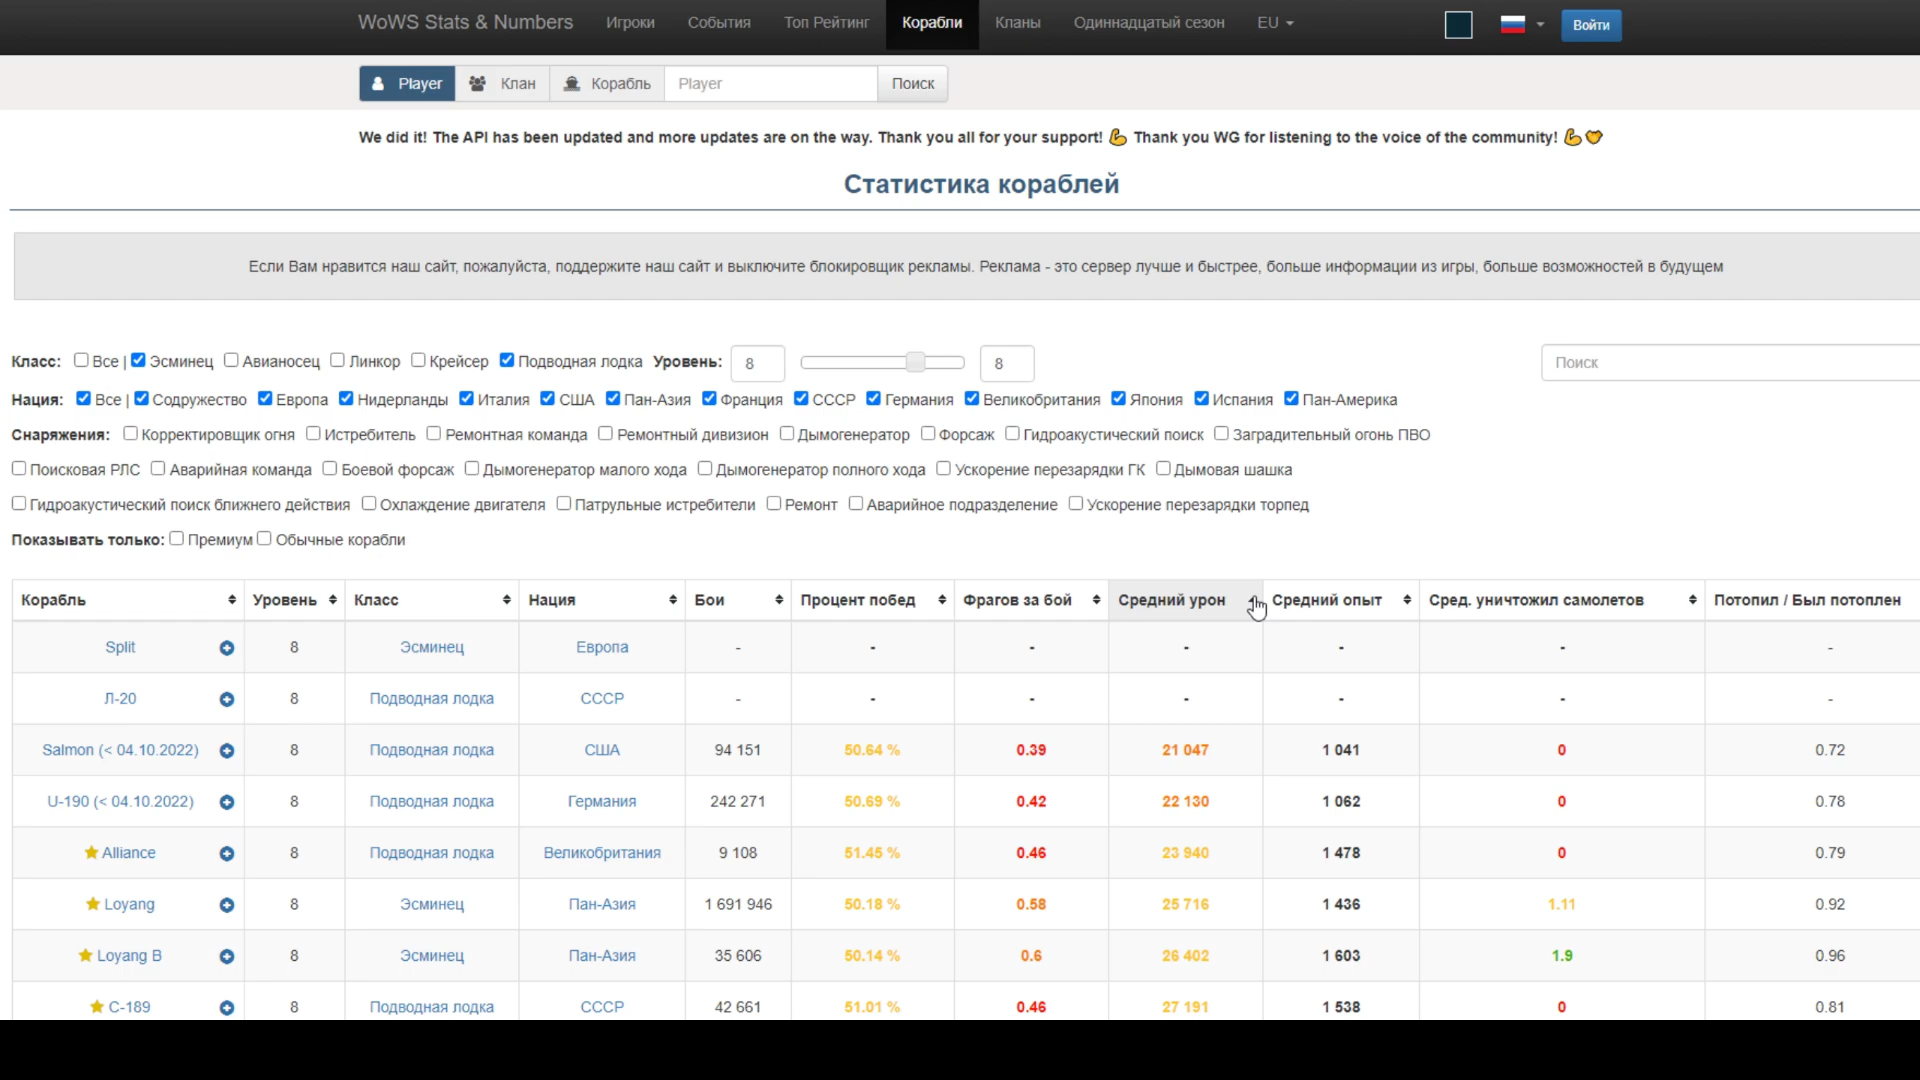 WoWS Stats & Numbers Игроки События Топ Рейтинг Корабли Кланы Одиннадцатый сезон EU Войти
Player Клан Корабль Player Поиск
We did it! The API has been updated and more updates are on the way. Thank you all for your support! 💪 Thank you WG for listening to the voice of the community! 💪
Статистика кораблей
Если Вам нравится наш сайт, пожалуйста, поддержите наш сайт и выключите блокировщик рекламы. Реклама - это сервер лучше и быстрее, больше информации из игры, больше возможностей в будущем
Класс: Все | Эсминец Авианосец Линкор Крейсер Подводная лодка Уровень: 8 8 Поиск
Нация: Все | Содружество Европа Нидерланды Италия США Пан-Азия Франция СССР Германия Великобритания Япония Испания Пан-Америка
Снаряжения: Корректировщик огня Истребитель Ремонтная команда Ремонтный дивизион Дымогенератор Форсаж Гидроакустический поиск Заградительный огонь ПВО
Поисковая РЛС Аварийная команда Боевой форсаж Дымогенератор малого хода Дымогенератор полного хода Ускорение перезарядки ГК Дымовая шашка
Гидроакустический поиск ближнего действия Охлаждение двигателя Патрульные истребители Ремонт Аварийное подразделение Ускорение перезарядки торпед
Показывать только: Премиум Обычные корабли
Корабль Уровень Класс Нация Бои Процент побед Фрагов за бой Средний урон Средний опыт Сред. уничтожил самолетов Потопил / Был потоплен
Split 8 Эсминец Европа - - - - - - -
Л-20 8 Подводная лодка СССР - - - - - - -
Salmon (< 04.10.2022) 8 Подводная лодка США 94 151 50.64 % 0.39 21 047 1 041 0 0.72
U-190 (< 04.10.2022) 8 Подводная лодка Германия 242 271 50.69 % 0.42 22 130 1 062 0 0.78
Alliance 8 Подводная лодка Великобритания 9 108 51.45 % 0.46 23 940 1 478 0 0.79
Loyang 8 Эсминец Пан-Азия 1 691 946 50.18 % 0.58 25 716 1 436 1.11 0.92
Loyang B 8 Эсминец Пан-Азия 35 606 50.14 % 0.6 26 402 1 603 1.9 0.96
С-189 8 Подводная лодка СССР 42 661 51.01 % 0.46 27 191 1 538 0 0.81